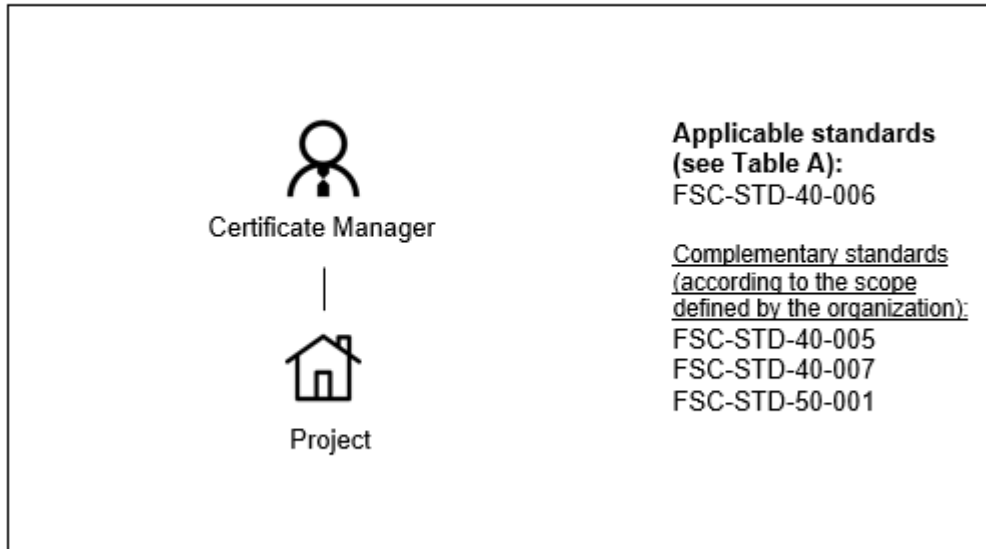 Applicable standards
(see Table A):
FSC-STD-40-006
Certificate Manager
Complementary standards
(according to the scope
defined by the organization):
FSC-STD-40-005
FSC-STD-40-007
FSC-STD-50-001
Project